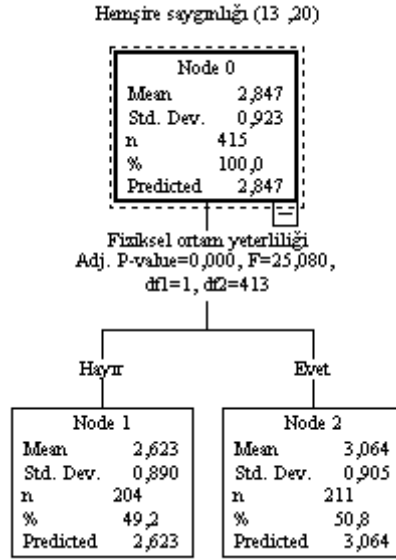 Hemşire saygınlığı (13 ,20)
Node 0
Mean 2,847
Std. Dev. 0,923
n 415
% 100,0
Predicted 2,847
Fiziksel ortam yeterliliği
Adj. P-value=0,000, F=25,080,
df1=1, df2=413
Hayır Evet
Node 1
Mean 2,623
Std. Dev. 0,890
n 204
% 49,2
Predicted 2,623
Node 2
Mean 3,064
Std. Dev. 0,905
n 211
% 50,8
Predicted 3,064